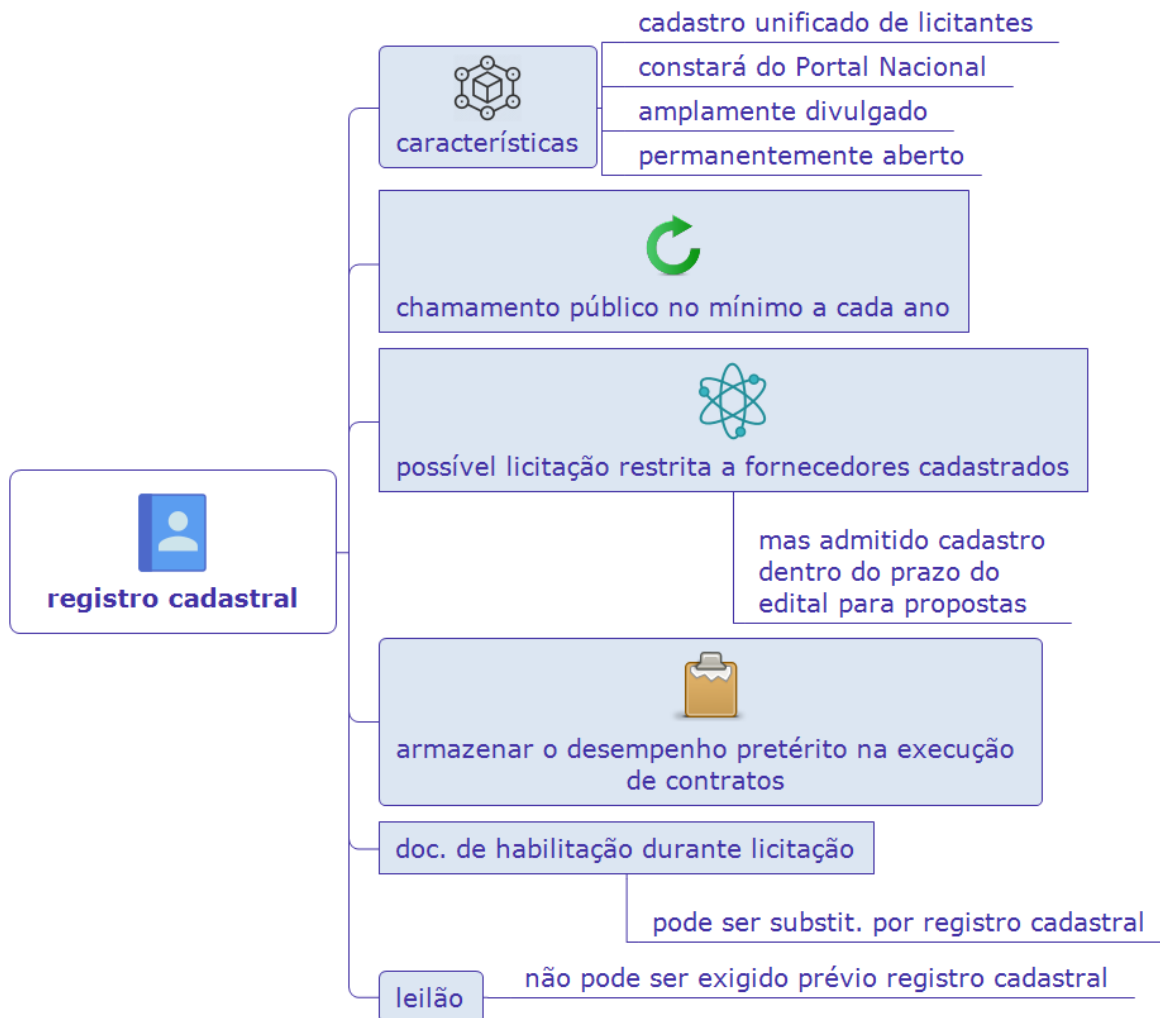 cadastro unificado de licitantes
constará do Portal Nacional
características
amplamente divulgado
permanentemente aberto
chamamento público no mínimo a cada ano
possível licitação restrita a fornecedores cadastrados
mas admitido cadastro
dentro do prazo do
edital para propostas
registro cadastral
armazenar o desempenho pretérito na execução
de contratos
doc. de habilitação durante licitação
pode ser substit. por registro cadastral
leilão
não pode ser exigido prévio registro cadastral